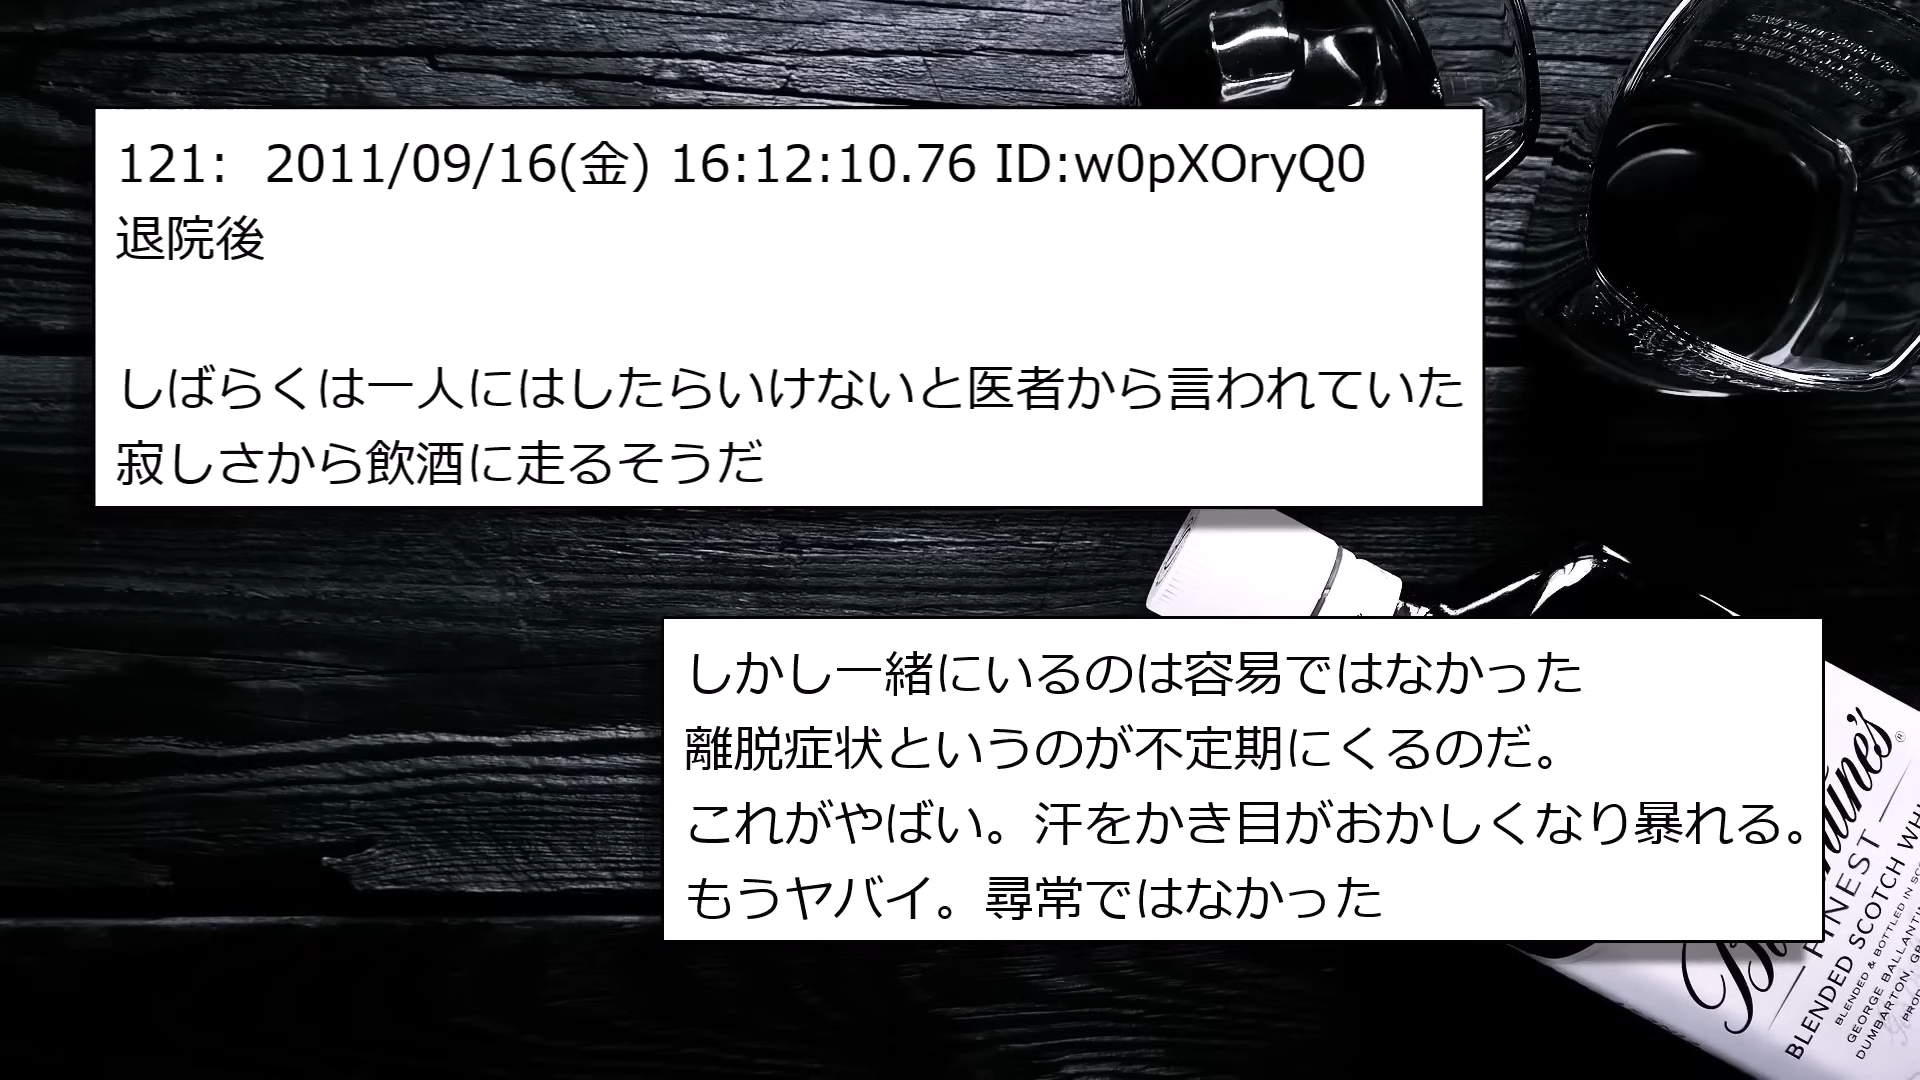 121: 2011/09/16(金) 16:12:10.76 ID:w0pXOryQ0
退院後
しばらくは一人にはしたらいけないと医者から言われていた
寂しさから飲酒に走るそうだ
しかし一緒にいるのは容易ではなかった
離脱症状というのが不定期にくるのだ。
これがやばい。汗をかき目がおかしくなり暴れる。
もうヤバイ。尋常ではなかった
FINEST
BLENDED SCOTCH
BLENDED & BOTTLED IN
GEORGE
DUMBARTON,